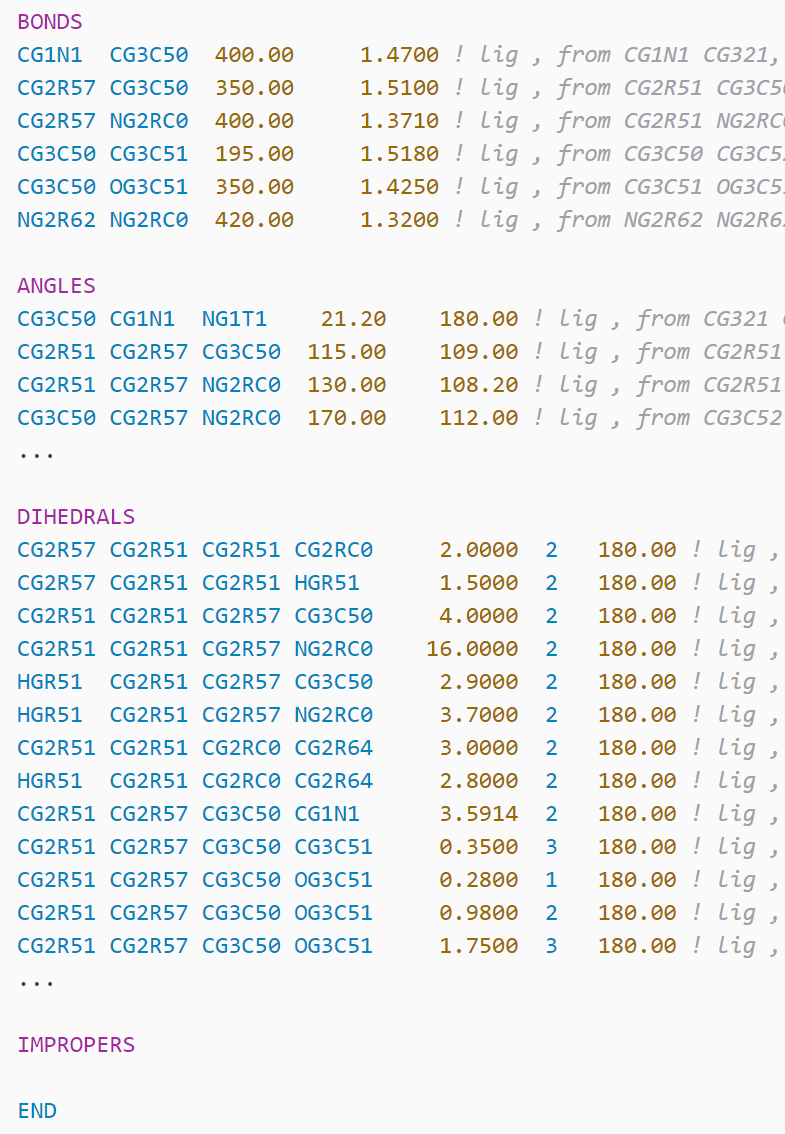 BONDS
CG1N1  CG3C50  400.00     1.4700 ! lig , from CG1N1 CG321,
CG2R57 CG3C50  350.00     1.5100 ! lig , from CG2R51 CG3C50
CG2R57 NG2RC0  400.00     1.3710 ! lig , from CG2R51 NG2RC0
CG3C50 CG3C51  195.00     1.5180 ! lig , from CG3C50 CG3C52
CG3C50 OG3C51  350.00     1.4250 ! lig , from CG3C51 OG3C51
NG2R62 NG2RC0  420.00     1.3200 ! lig , from NG2R62 NG2R62

ANGLES
CG3C50 CG1N1  NG1T1    21.20    180.00 ! lig , from CG321
CG2R51 CG2R57 CG3C50  115.00    109.00 ! lig , from CG2R51
CG2R51 CG2R57 NG2RC0  130.00    108.20 ! lig , from CG2R51
CG3C50 CG2R57 NG2RC0  170.00    112.00 ! lig , from CG3C52
...

DIHEDRALS
CG2R57 CG2R51 CG2R51 CG2RC0     2.0000  2   180.00 ! lig ,
CG2R57 CG2R51 CG2R51 HGR51      1.5000  2   180.00 ! lig ,
CG2R51 CG2R51 CG2R57 CG3C50     4.0000  2   180.00 ! lig ,
CG2R51 CG2R51 CG2R57 NG2RC0    16.0000  2   180.00 ! lig ,
HGR51  CG2R51 CG2R57 CG3C50     2.9000  2   180.00 ! lig ,
HGR51  CG2R51 CG2R57 NG2RC0     3.7000  2   180.00 ! lig ,
CG2R51 CG2R51 CG2RC0 CG2R64     3.0000  2   180.00 ! lig ,
HGR51  CG2R51 CG2RC0 CG2R64     2.8000  2   180.00 ! lig ,
CG2R51 CG2R57 CG3C50 CG1N1      3.5914  2   180.00 ! lig ,
CG2R51 CG2R57 CG3C50 CG3C51     0.3500  3   180.00 ! lig ,
CG2R51 CG2R57 CG3C50 OG3C51     0.2800  1   180.00 ! lig ,
CG2R51 CG2R57 CG3C50 OG3C51     0.9800  2   180.00 ! lig ,
CG2R51 CG2R57 CG3C50 OG3C51     1.7500  3   180.00 ! lig ,
...

IMPROPERS

END